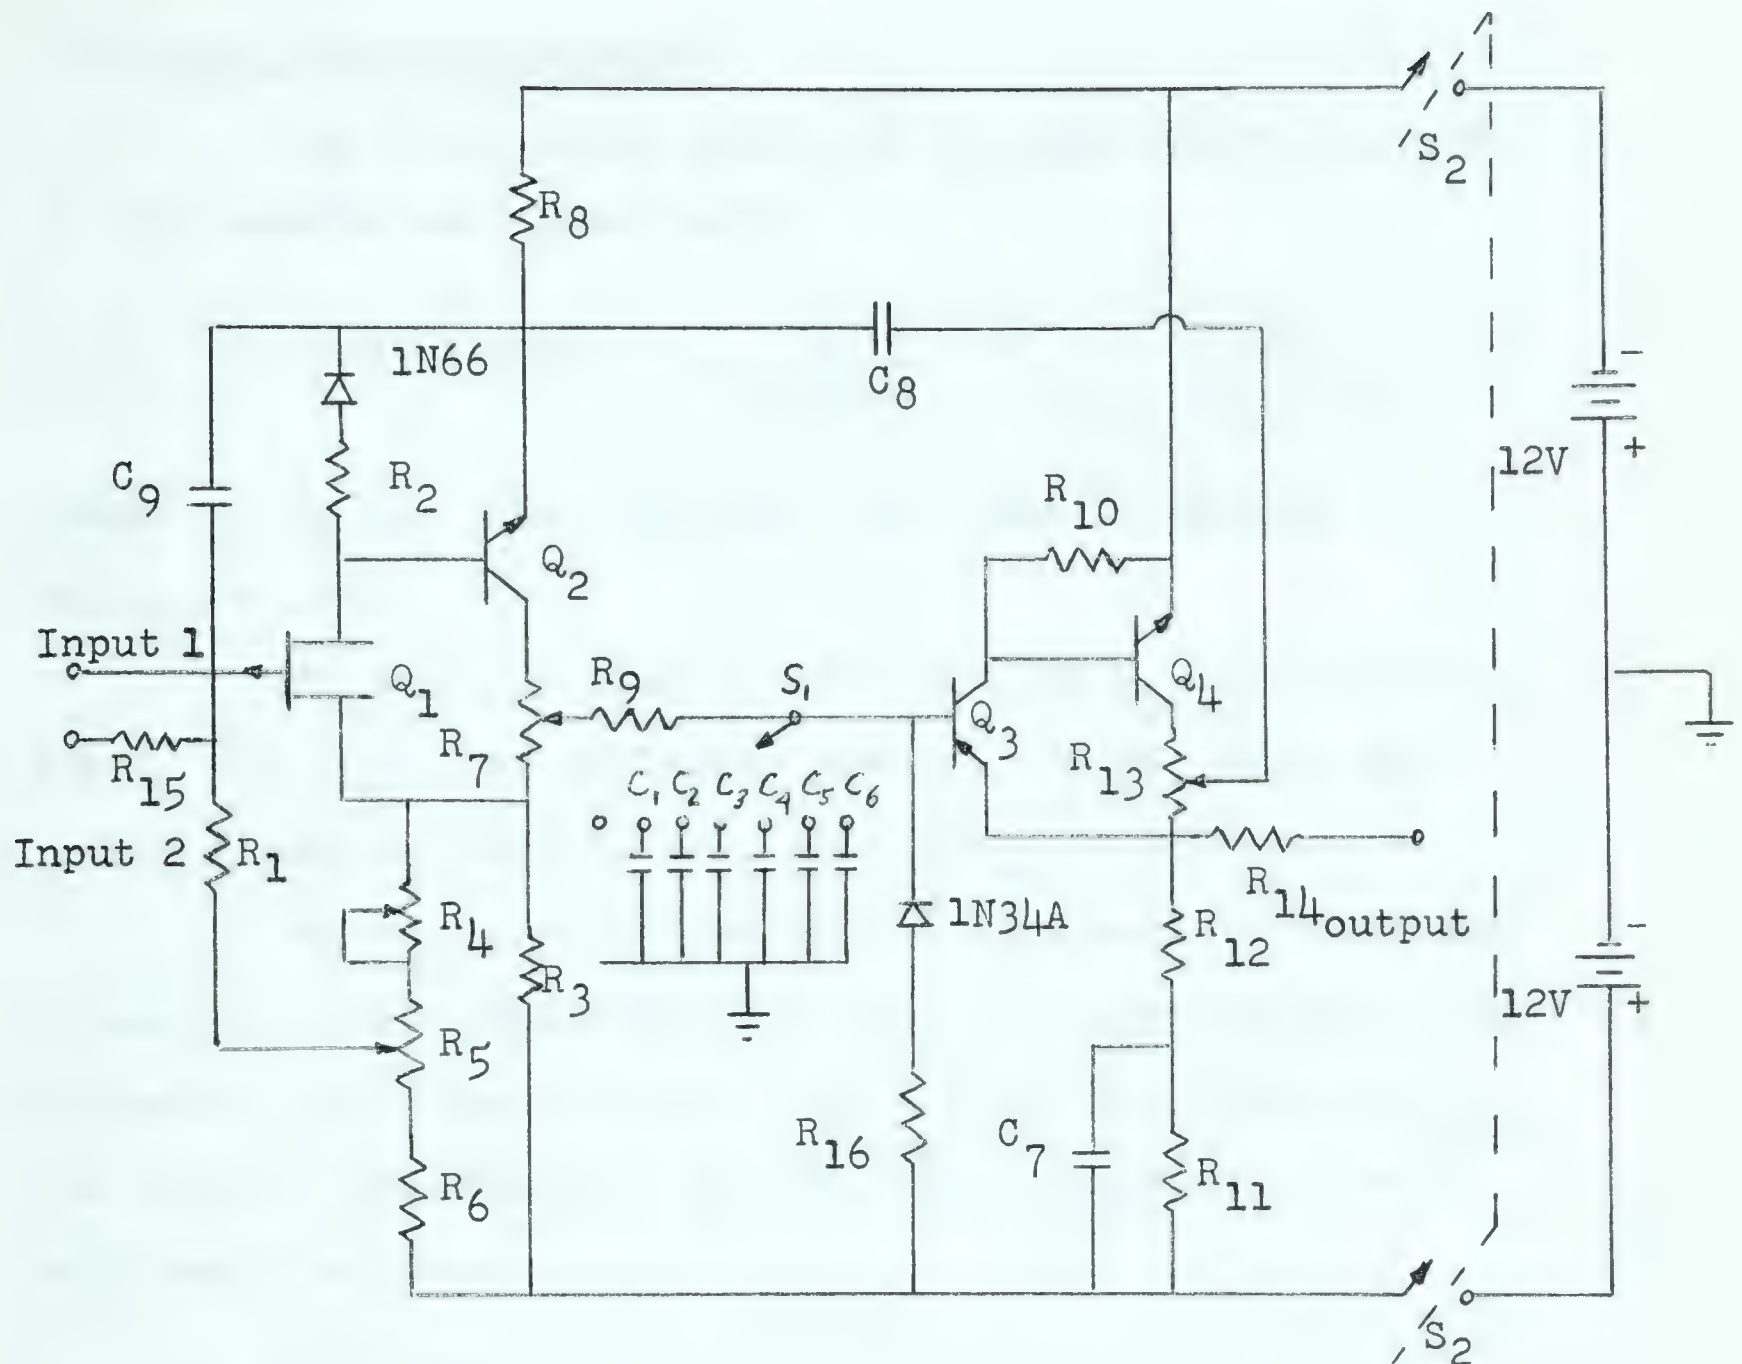 S2
R8
1N66
C8
-
+
12V
C9
R2
R10
Q2
Input 1
Q1
R9
S1
Q3
Q4
R15
R7
R13
C1 C2 C3 C4 C5 C6
Input 2
R1
R4
1N34A
R14
output
R12
-
+
12V
R3
R5
R16
C7
R11
R6
S2